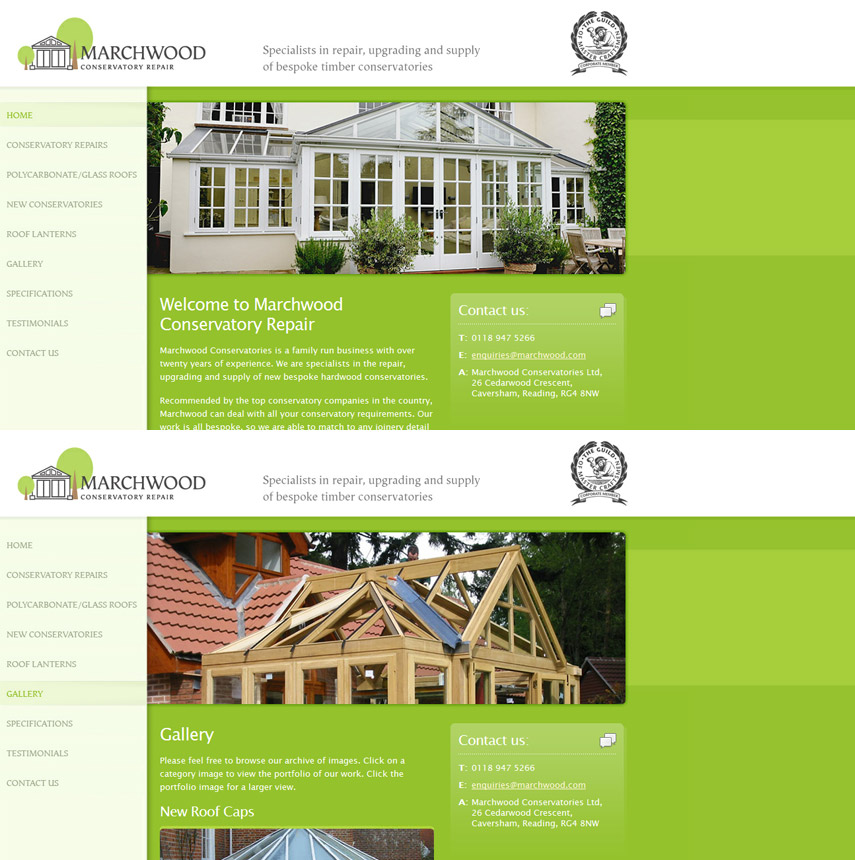 MARCHWOOD
CONSERVATORY REPAIR
Specialists in repair, upgrading and supply
of bespoke timber conservatories
THE GUILD OF MASTER CRAFTSMEN
CORPORATE MEMBER
HOME
CONSERVATORY REPAIRS
POLYCARBONATE/GLASS ROOFS
NEW CONSERVATORIES
ROOF LANTERNS
GALLERY
SPECIFICATIONS
TESTIMONIALS
CONTACT US
Welcome to Marchwood
Conservatory Repair
Marchwood Conservatories is a family run business with over
twenty years of experience. We are specialists in the repair,
upgrading and supply of new bespoke hardwood conservatories.
Recommended by the top conservatory companies in the country,
Marchwood can deal with all your conservatory requirements. Our
work is all bespoke, so we are able to match to any joinery detail
Contact us:
T: 0118 947 5266
E: enquiries@marchwood.com
A: Marchwood Conservatories Ltd,
26 Cedarwood Crescent,
Caversham, Reading, RG4 8NW
MARCHWOOD
CONSERVATORY REPAIR
Specialists in repair, upgrading and supply
of bespoke timber conservatories
THE GUILD OF MASTER CRAFTSMEN
CORPORATE MEMBER
HOME
CONSERVATORY REPAIRS
POLYCARBONATE/GLASS ROOFS
NEW CONSERVATORIES
ROOF LANTERNS
GALLERY
SPECIFICATIONS
TESTIMONIALS
CONTACT US
Gallery
Please feel free to browse our archive of images. Click on a
category image to view the portfolio of our work. Click the
portfolio image for a larger view.
New Roof Caps
Contact us:
T: 0118 947 5266
E: enquiries@marchwood.com
A: Marchwood Conservatories Ltd,
26 Cedarwood Crescent,
Caversham, Reading, RG4 8NW